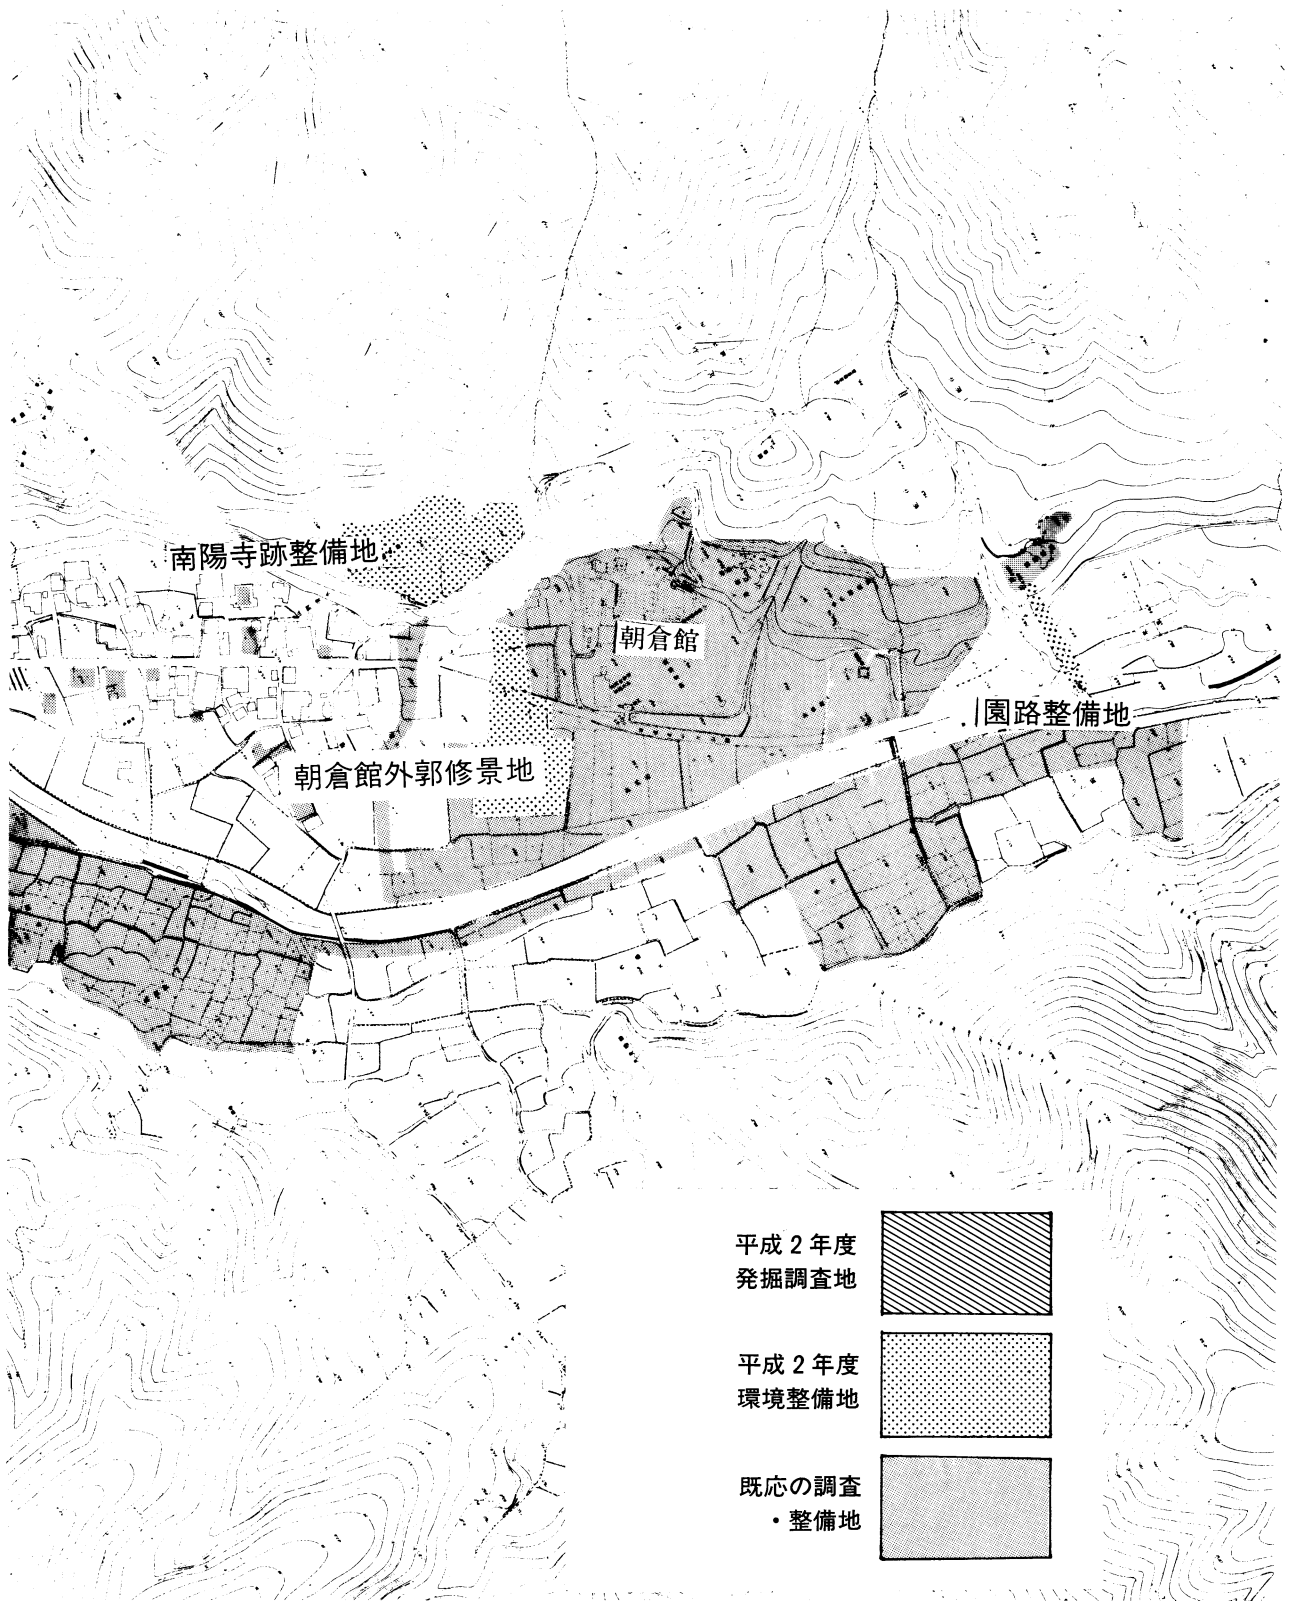 南陽寺跡整備地
朝倉館
園路整備地
朝倉館外郭修景地
平成2年度
発掘調査地
平成2年度
環境整備地
既応の調査
・整備地